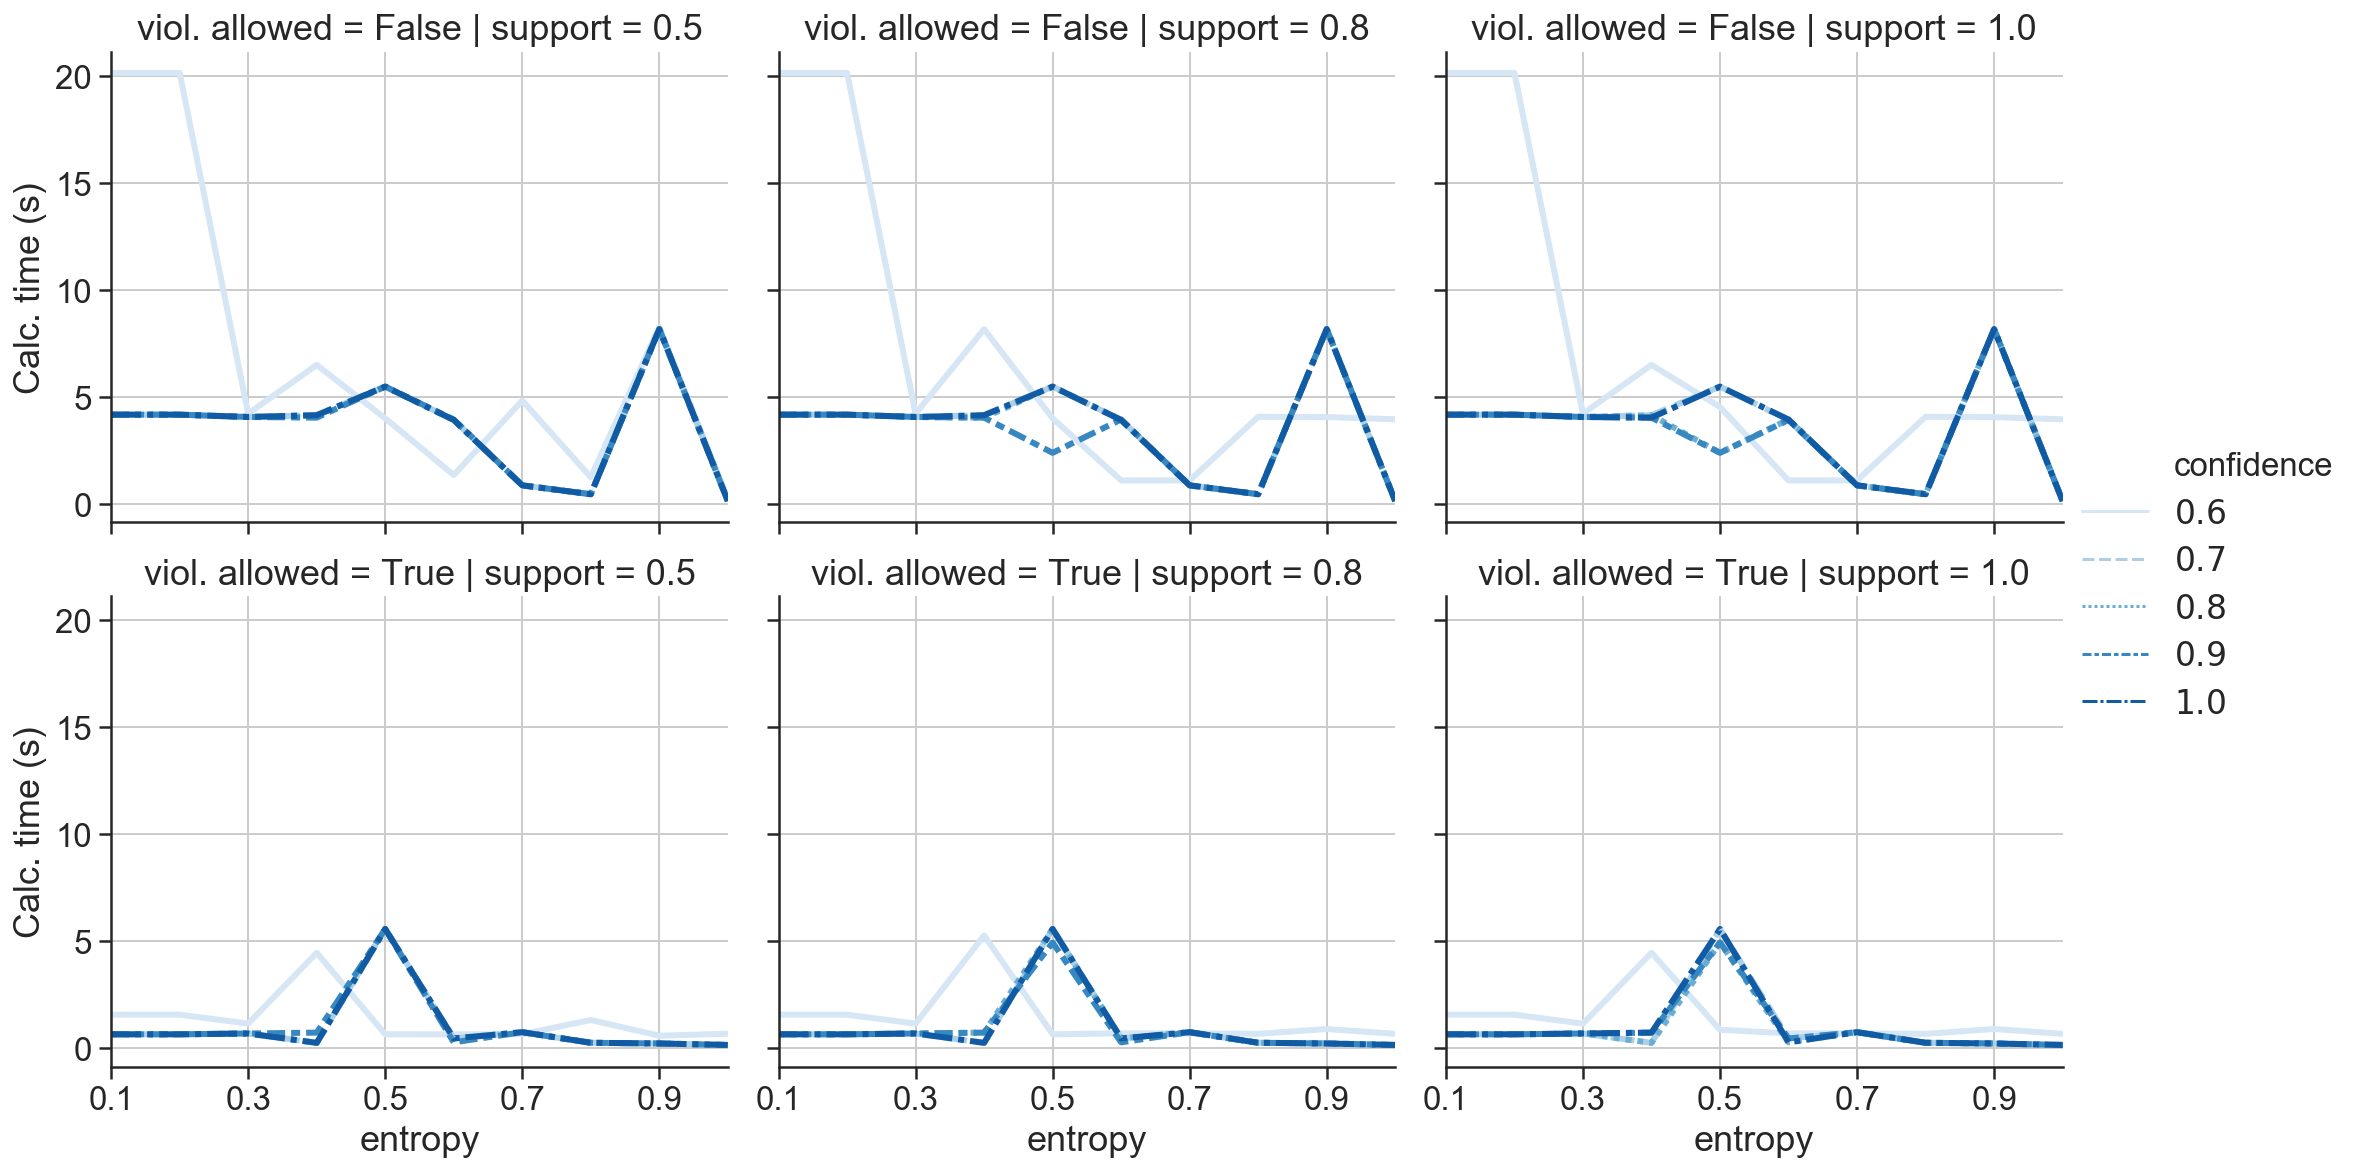 viol. allowed = False | support = 0.5
viol. allowed = False | support = 0.8
viol. allowed = False | support = 1.0
Calc. time (s)
20
15
10
5
0
viol. allowed = True | support = 0.5
viol. allowed = True | support = 0.8
viol. allowed = True | support = 1.0
Calc. time (s)
20
15
10
5
0
0.1 0.3 0.5 0.7 0.9
0.1 0.3 0.5 0.7 0.9
0.1 0.3 0.5 0.7 0.9
entropy
entropy
entropy
confidence
0.6
0.7
0.8
0.9
1.0